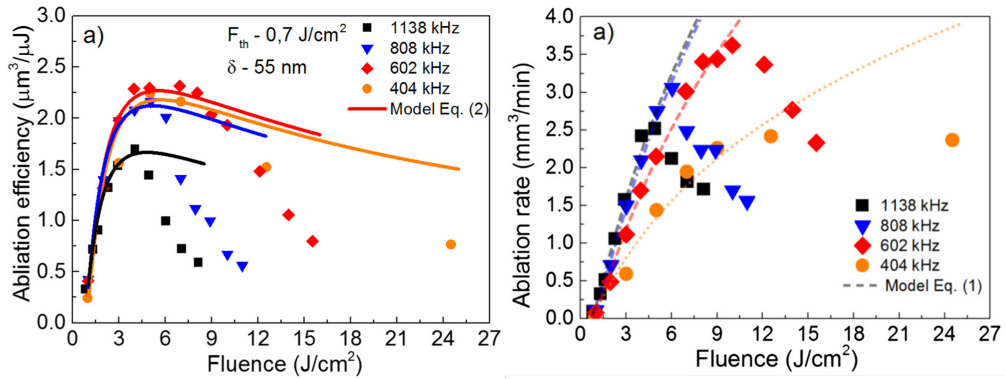 a)
F_th - 0,7 J/cm²
δ - 55 nm
1138 kHz
808 kHz
602 kHz
404 kHz
Model Eq. (2)
Abliation efficiency (μm³/μJ)
3.0
2.5
2.0
1.5
1.0
0.5
0.0
0 3 6 9 12 15 18 21 24 27
Fluence (J/cm²)
a)
Ablation rate (mm³/min)
4.0
3.5
3.0
2.5
2.0
1.5
1.0
0.5
0.0
1138 kHz
808 kHz
602 kHz
404 kHz
Model Eq. (1)
0 3 6 9 12 15 18 21 24 27
Fluence (J/cm²)